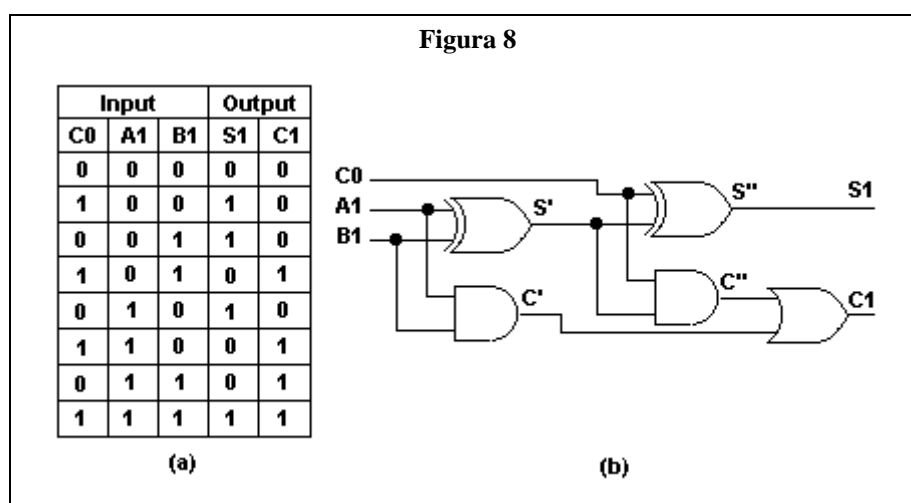 Figura 8
Input Output
C0 A1 B1 S1 C1
0 0 0 0 0
1 0 0 1 0
0 0 1 1 0
1 0 1 0 1
0 1 0 1 0
1 1 0 0 1
0 1 1 0 1
1 1 1 1 1
(a)
C0
A1
B1
S'
S''
S1
C'
C''
C1
(b)